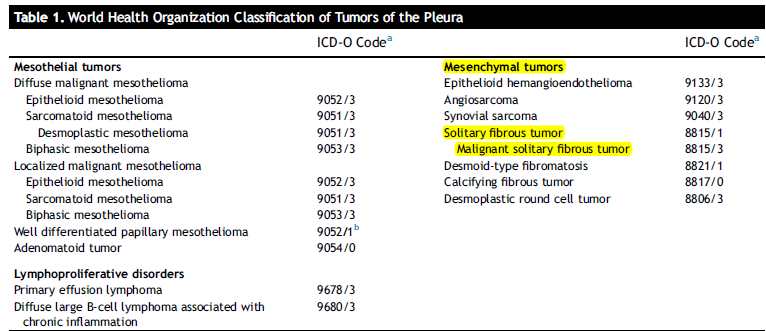 Table 1. World Health Organization Classification of Tumors of the Pleura
ICD-O Codeᵃ
Mesothelial tumors
Diffuse malignant mesothelioma
Epithelioid mesothelioma 9052/3
Sarcomatoid mesothelioma 9051/3
Desmoplastic mesothelioma 9051/3
Biphasic mesothelioma 9053/3
Localized malignant mesothelioma
Epithelioid mesothelioma 9052/3
Sarcomatoid mesothelioma 9051/3
Biphasic mesothelioma 9053/3
Well differentiated papillary mesothelioma 9052/1ᵇ
Adenomatoid tumor 9054/0
Lymphoproliferative disorders
Primary effusion lymphoma 9678/3
Diffuse large B-cell lymphoma associated with 9680/3
chronic inflammation
ICD-O Codeᵃ
Mesenchymal tumors
Epithelioid hemangioendothelioma 9133/3
Angiosarcoma 9120/3
Synovial sarcoma 9040/3
Solitary fibrous tumor 8815/1
Malignant solitary fibrous tumor 8815/3
Desmoid-type fibromatosis 8821/1
Calcifying fibrous tumor 8817/0
Desmoplastic round cell tumor 8806/3